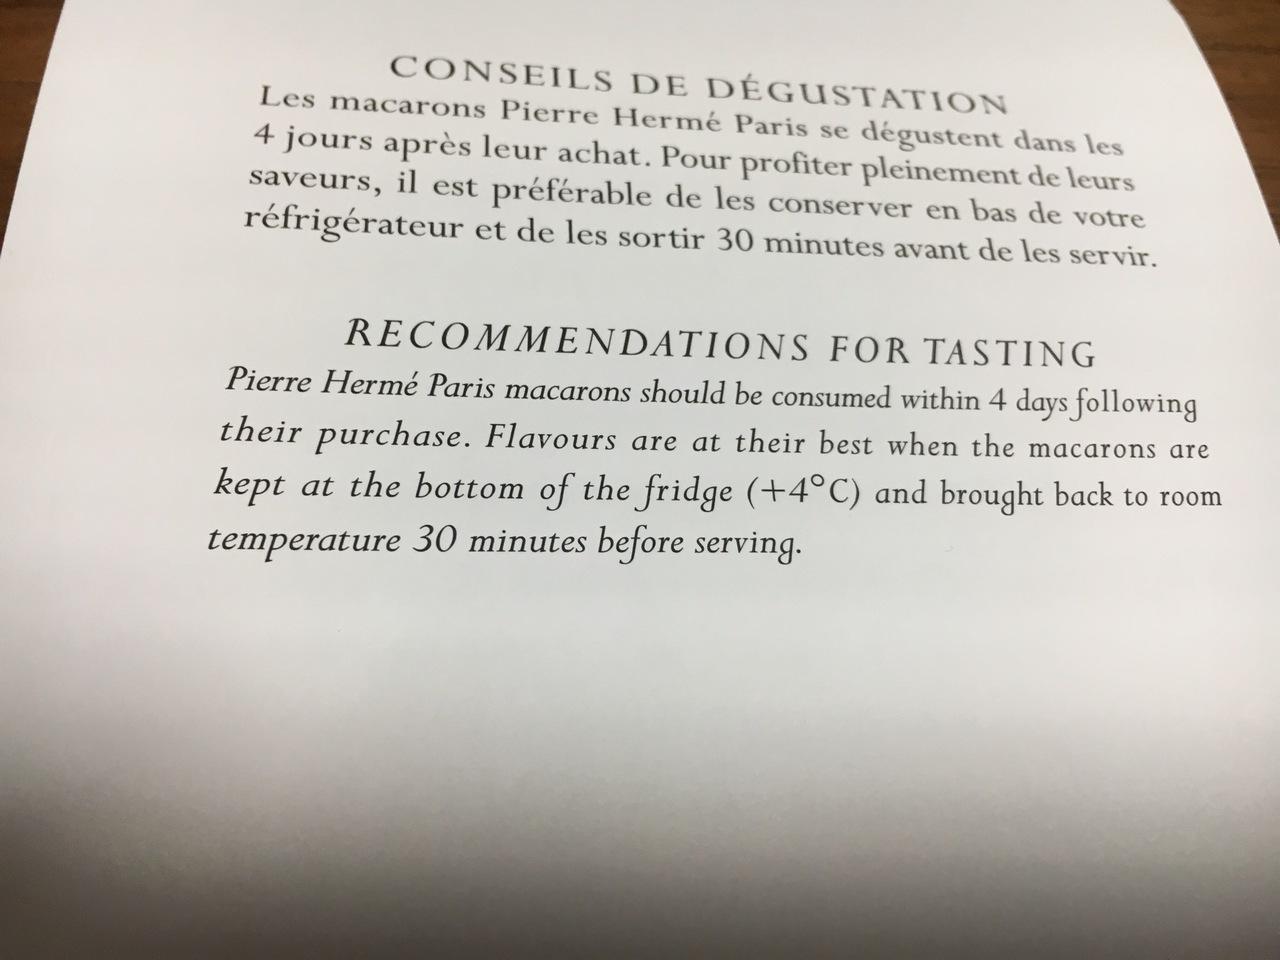 CONSEILS DE DÉGUSTATION
Les macarons Pierre Hermé Paris se dégustent dans les
4 jours après leur achat. Pour profiter pleinement de leurs
saveurs, il est préférable de les conserver en bas de votre
réfrigérateur et de les sortir 30 minutes avant de les servir.
RECOMMENDATIONS FOR TASTING
Pierre Hermé Paris macarons should be consumed within 4 days following
their purchase. Flavours are at their best when the macarons are
kept at the bottom of the fridge (+4°C) and brought back to room
temperature 30 minutes before serving.